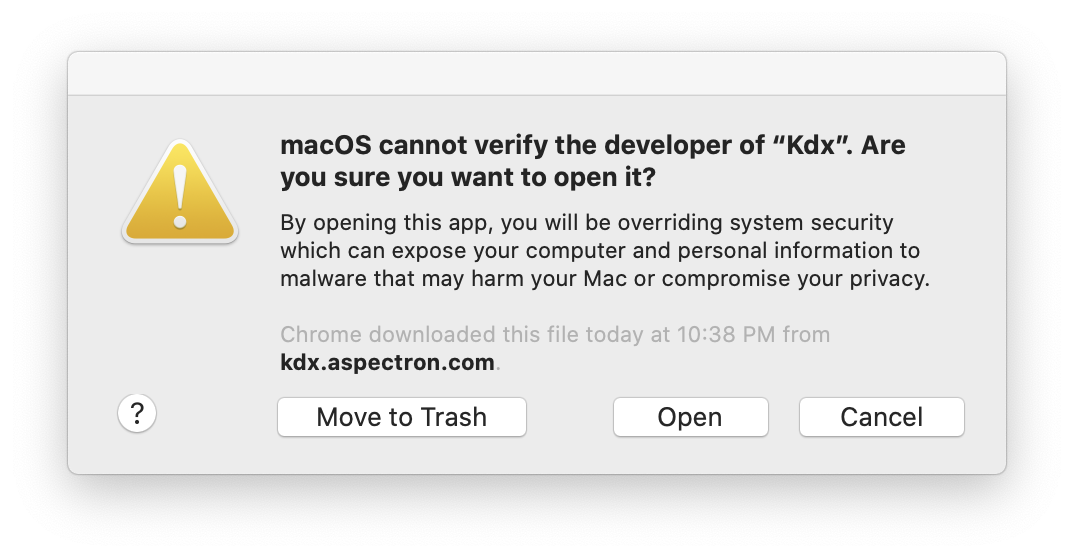 macOS cannot verify the developer of “Kdx”. Are
you sure you want to open it?
By opening this app, you will be overriding system security
which can expose your computer and personal information to
malware that may harm your Mac or compromise your privacy.
Chrome downloaded this file today at 10:38 PM from
kdx.aspectron.com.
?
Move to Trash
Open
Cancel